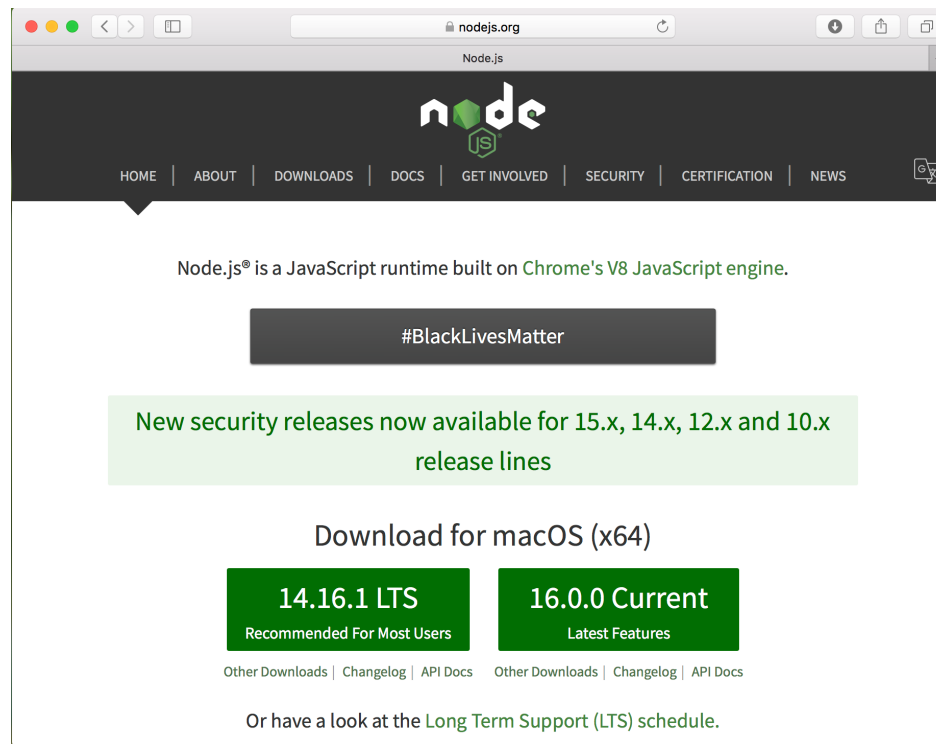 nodejs.org
Node.js
node
JS
HOME | ABOUT | DOWNLOADS | DOCS | GET INVOLVED | SECURITY | CERTIFICATION | NEWS
Node.js® is a JavaScript runtime built on Chrome's V8 JavaScript engine.
#BlackLivesMatter
New security releases now available for 15.x, 14.x, 12.x and 10.x
release lines
Download for macOS (x64)
14.16.1 LTS
Recommended For Most Users
16.0.0 Current
Latest Features
Other Downloads | Changelog | API Docs
Other Downloads | Changelog | API Docs
Or have a look at the Long Term Support (LTS) schedule.